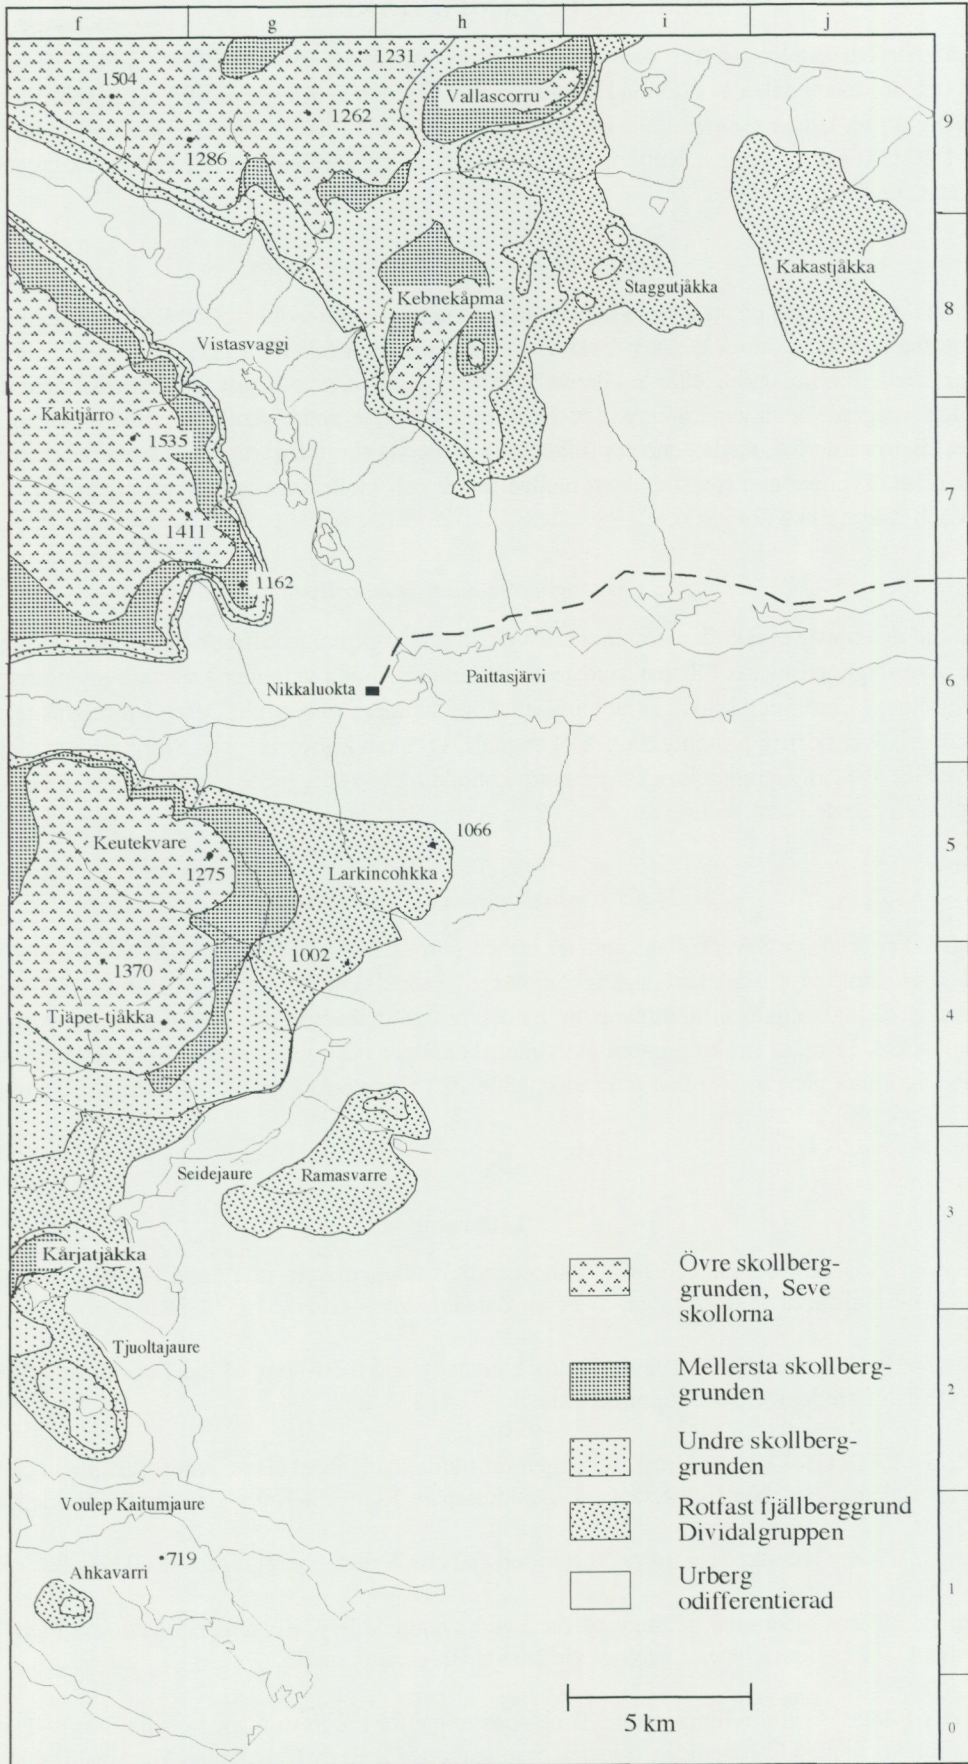 f g h i j
1231
1504
Vallascorru
1262
9
1286
Kakastjåkka
Staggutjåkka
Kebnekåpma
8
Vistasvaggi
Kakitjårro
1535
7
1411
1162
Nikkaluokta
Paittasjärvi
6
1066
Keutekvare
5
1275
Larkincohkka
1002
1370
Tjäpet-tjåkka
4
Seidejaure
Ramasvarre
3
Kårjatjåkka
Tjuoltajaure
2
Voulep Kaitumjaure
719
Ahkavarri
1
Övre skollberg-
grunden, Seve
skollorna
Mellersta skollberg-
grunden
Undre skollberg-
grunden
Rotfast fjällberggrund
Dividalgruppen
Urberg
odifferentierad
5 km
0